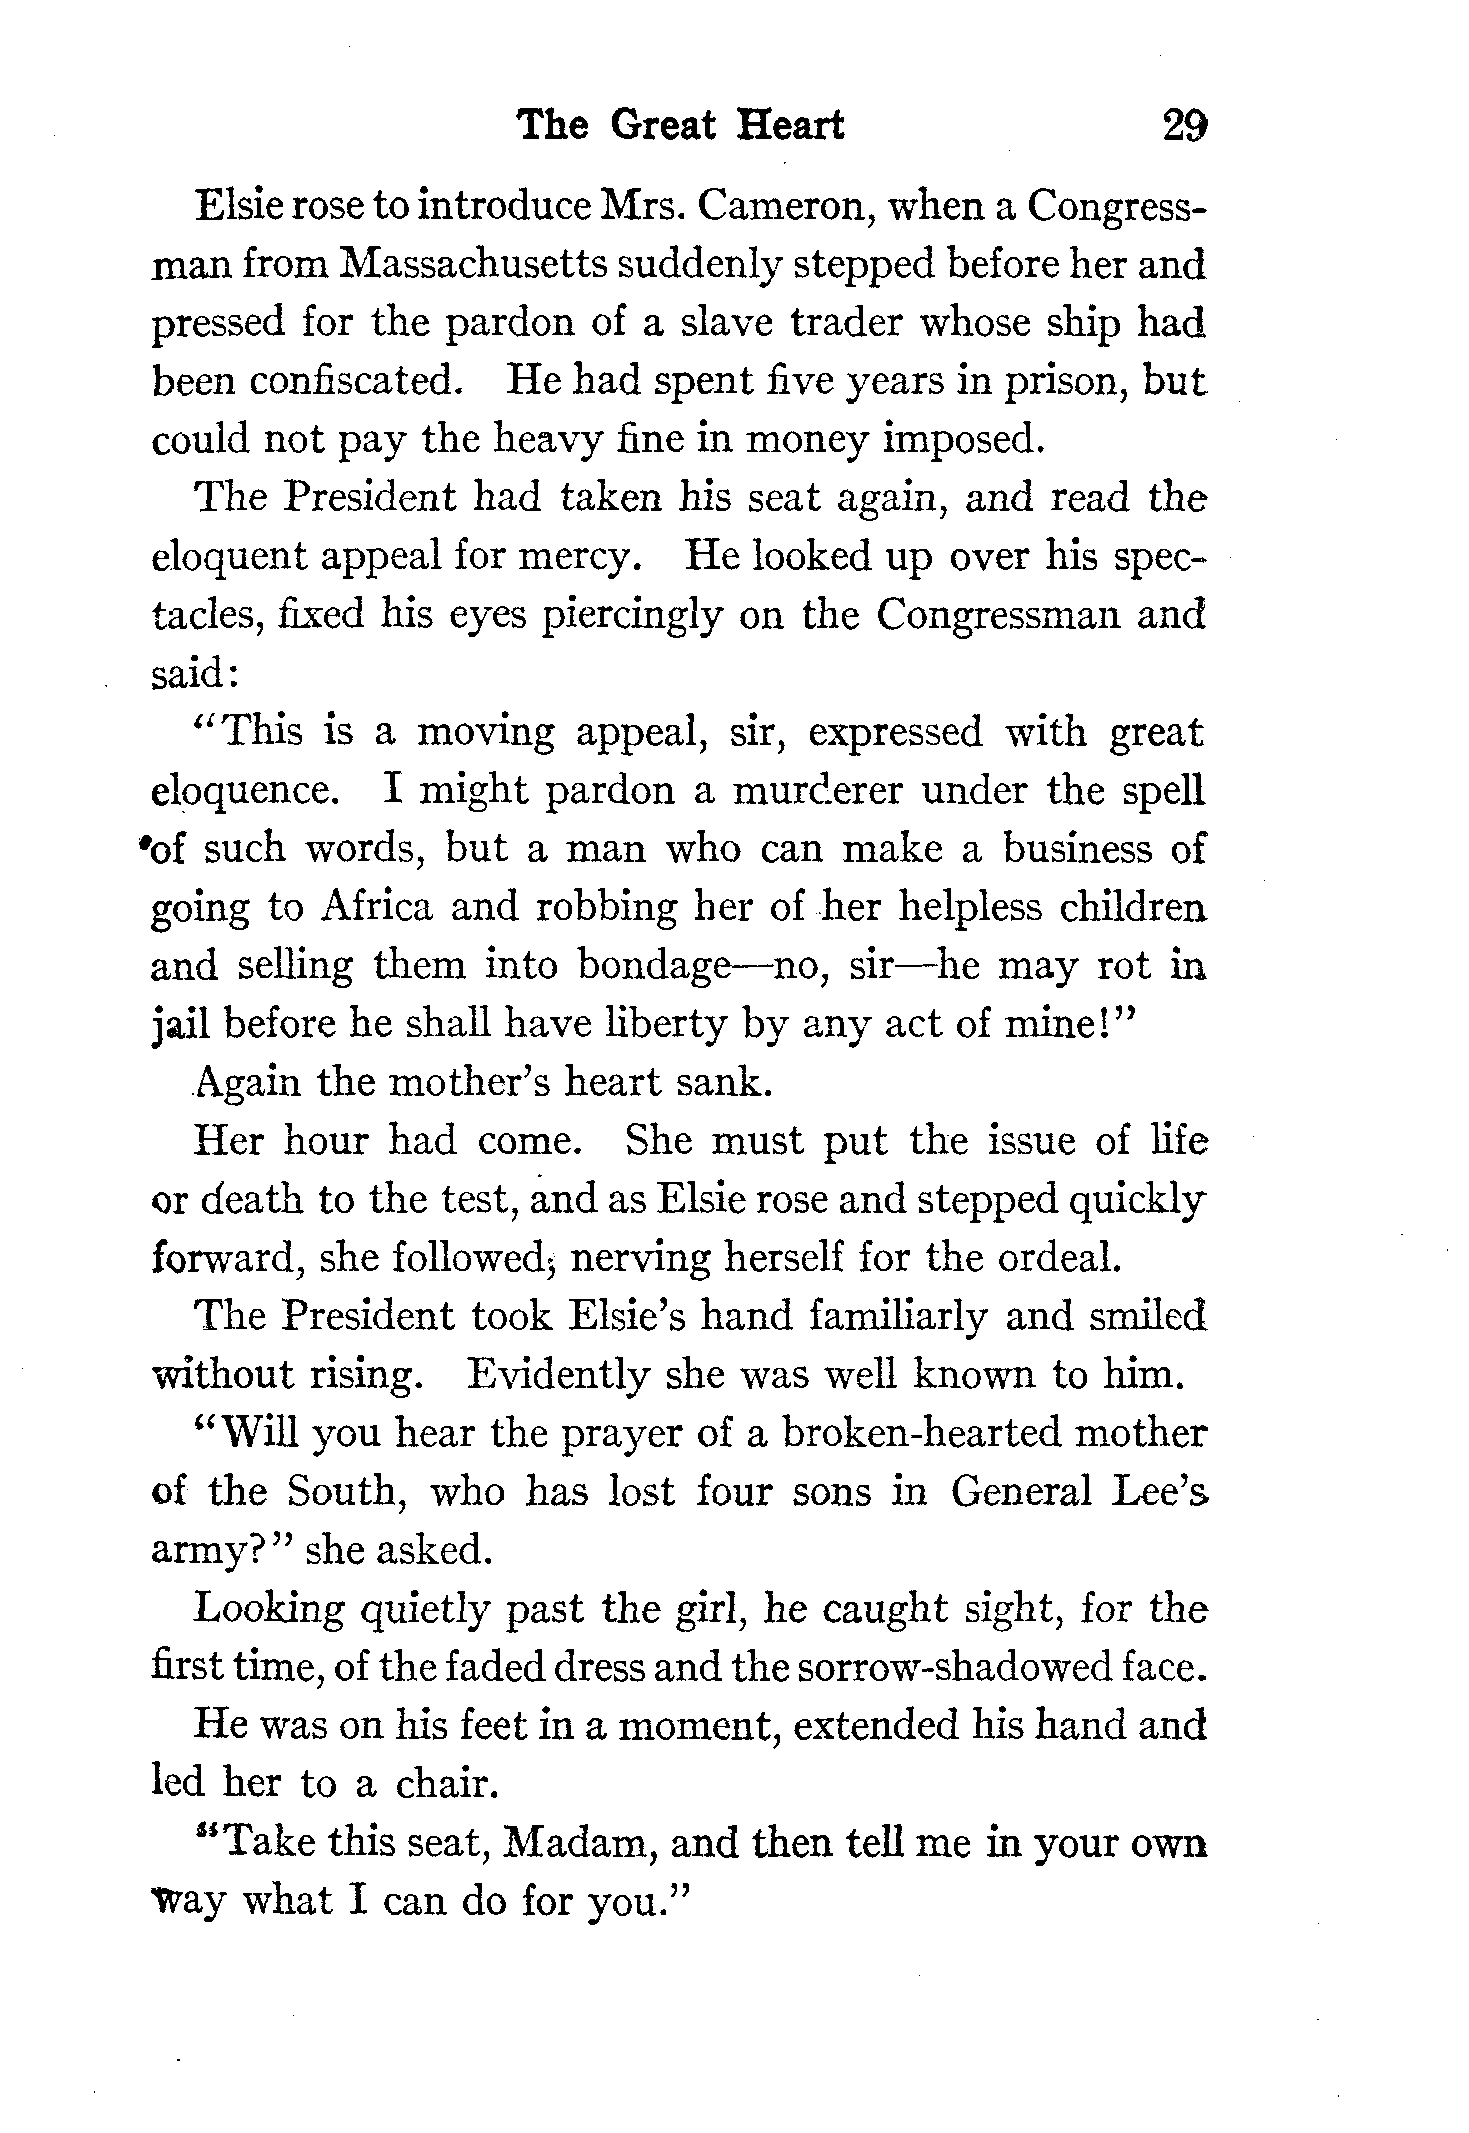 The Great Heart 29
Elsie rose to introduce Mrs. Cameron, when a Congress-
man from Massachusetts suddenly stepped before her and
pressed for the pardon of a slave trader whose ship had
been confiscated. He had spent five years in prison, but
could not pay the heavy fine in money imposed.
The President had taken his seat again, and read the
eloquent appeal for mercy. He looked up over his spec-
tacles, fixed his eyes piercingly on the Congressman and
said:
"This is a moving appeal, sir, expressed with great
eloquence. I might pardon a murderer under the spell
of such words, but a man who can make a business of
going to Africa and robbing her of her helpless children
and selling them into bondage—no, sir—he may rot in
jail before he shall have liberty by any act of mine!"
Again the mother's heart sank.
Her hour had come. She must put the issue of life
or death to the test, and as Elsie rose and stepped quickly
forward, she followed, nerving herself for the ordeal.
The President took Elsie's hand familiarly and smiled
without rising. Evidently she was well known to him.
"Will you hear the prayer of a broken-hearted mother
of the South, who has lost four sons in General Lee's
army?" she asked.
Looking quietly past the girl, he caught sight, for the
first time, of the faded dress and the sorrow-shadowed face.
He was on his feet in a moment, extended his hand and
led her to a chair.
"Take this seat, Madam, and then tell me in your own
way what I can do for you."